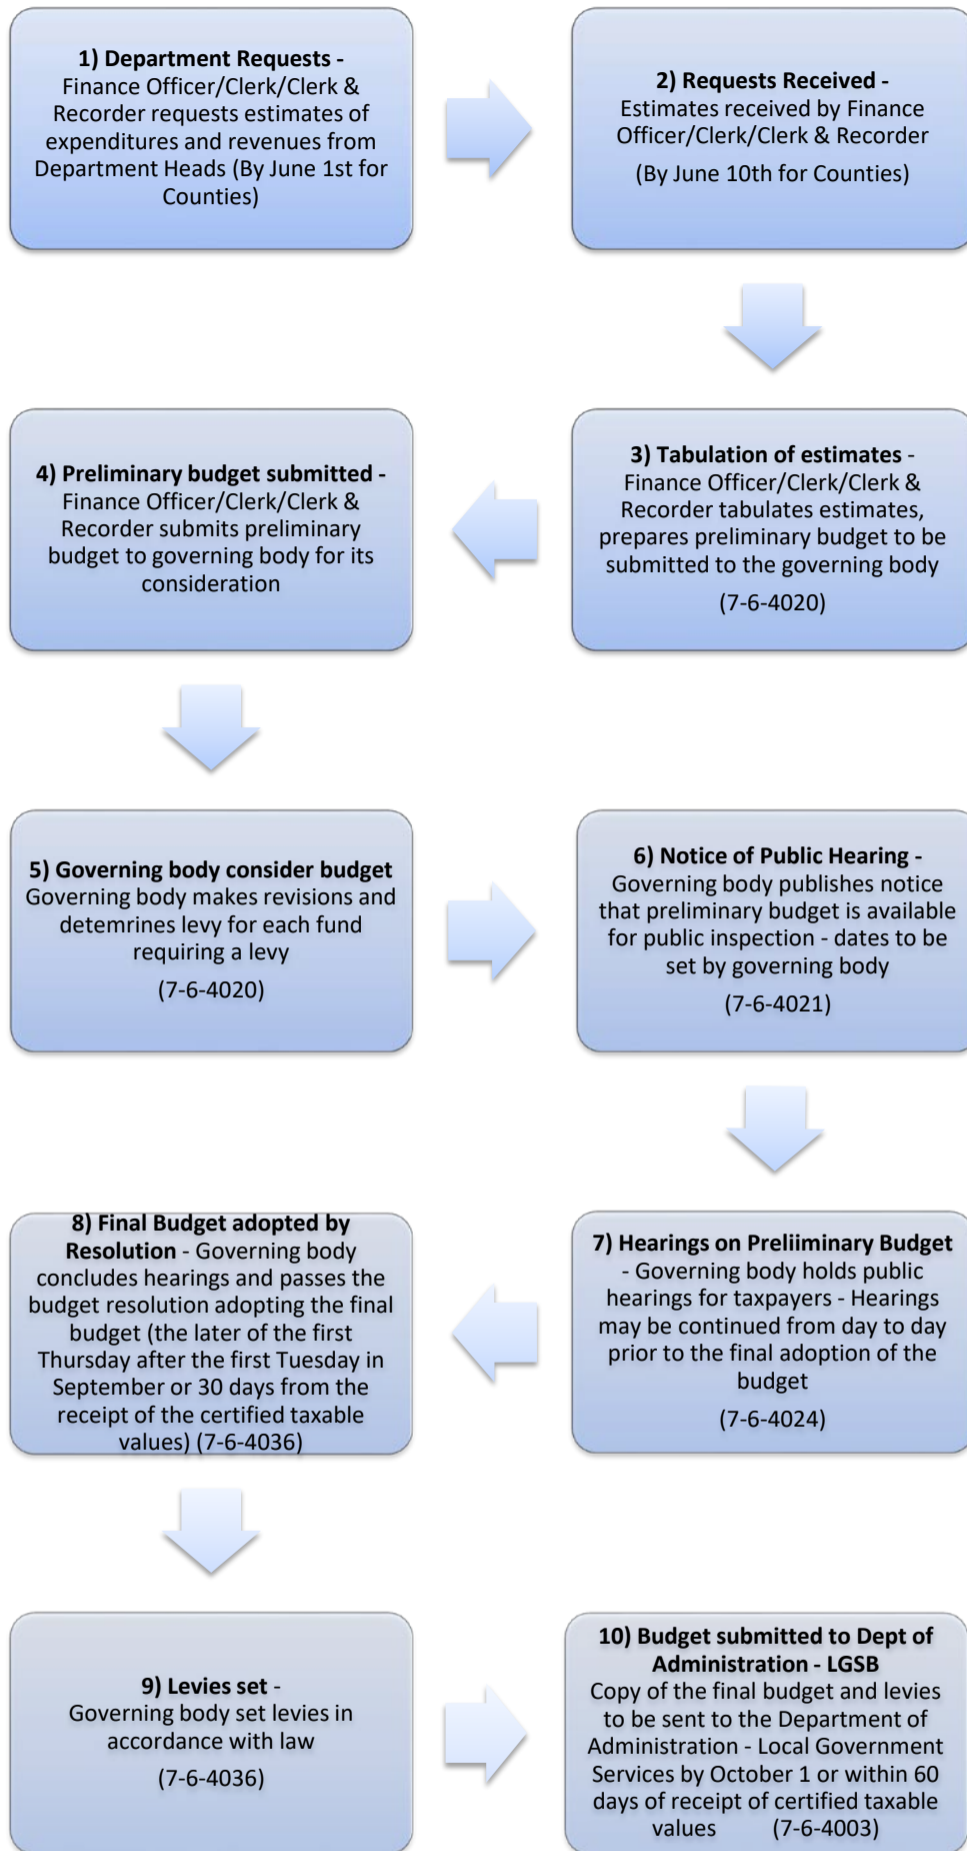 1) Department Requests -
Finance Officer/Clerk/Clerk &
Recorder requests estimates of
expenditures and revenues from
Department Heads (By June 1st for
Counties)
2) Requests Received -
Estimates received by Finance
Officer/Clerk/Clerk & Recorder
(By June 10th for Counties)
3) Tabulation of estimates -
Finance Officer/Clerk/Clerk &
Recorder tabulates estimates,
prepares preliminary budget to be
submitted to the governing body
(7-6-4020)
4) Preliminary budget submitted -
Finance Officer/Clerk/Clerk &
Recorder submits preliminary
budget to governing body for its
consideration
5) Governing body consider budget
Governing body makes revisions and
detemrines levy for each fund
requiring a levy
(7-6-4020)
6) Notice of Public Hearing -
Governing body publishes notice
that preliminary budget is available
for public inspection - dates to be
set by governing body
(7-6-4021)
7) Hearings on Preliiminary Budget
- Governing body holds public
hearings for taxpayers - Hearings
may be continued from day to day
prior to the final adoption of the
budget
(7-6-4024)
8) Final Budget adopted by
Resolution - Governing body
concludes hearings and passes the
budget resolution adopting the final
budget (the later of the first
Thursday after the first Tuesday in
September or 30 days from the
receipt of the certified taxable
values) (7-6-4036)
9) Levies set -
Governing body set levies in
accordance with law
(7-6-4036)
10) Budget submitted to Dept of
Administration - LGSB
Copy of the final budget and levies
to be sent to the Department of
Administration - Local Government
Services by October 1 or within 60
days of receipt of certified taxable
values (7-6-4003)